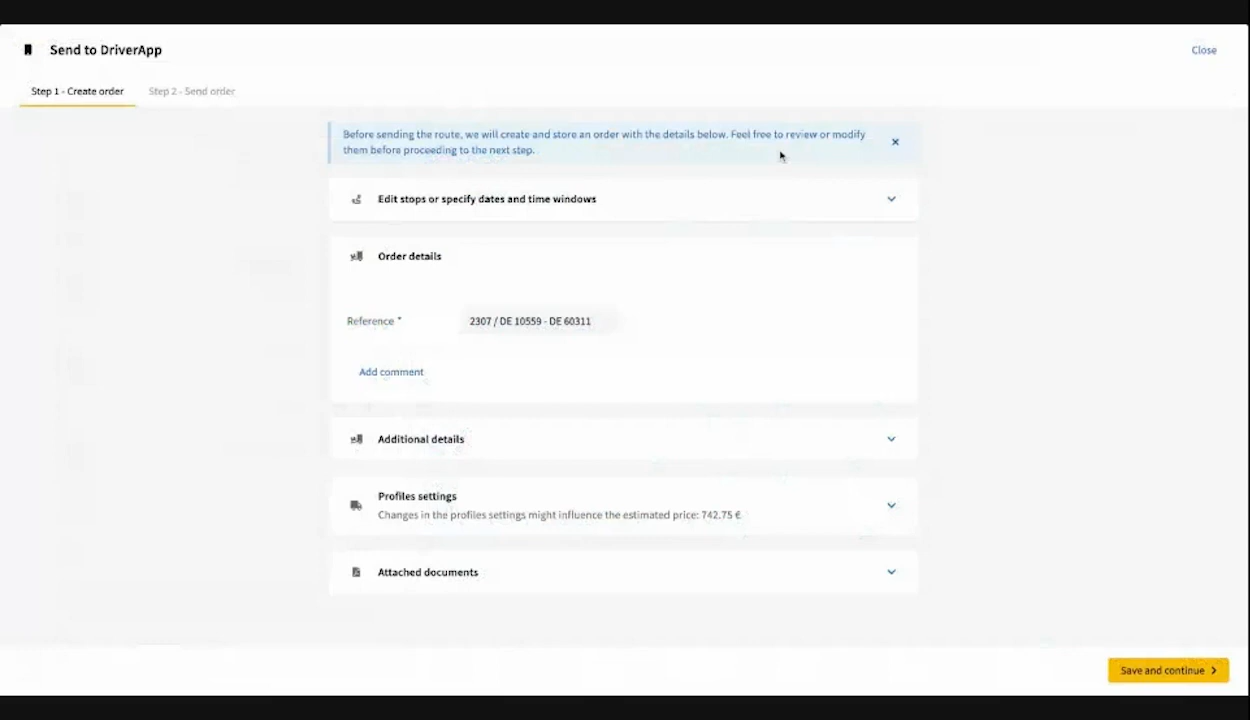 Send to DriverApp
Close
Step 1 - Create order
Step 2 - Send order
Before sending the route, we will create and store an order with the details below. Feel free to review or modify
them before proceeding to the next step.
Edit stops or specify dates and time windows
Order details
Reference *
2307 / DE 10559 - DE 60311
Add comment
Additional details
Profiles settings
Changes in the profiles settings might influence the estimated price: 742.75 €
Attached documents
Save and continue